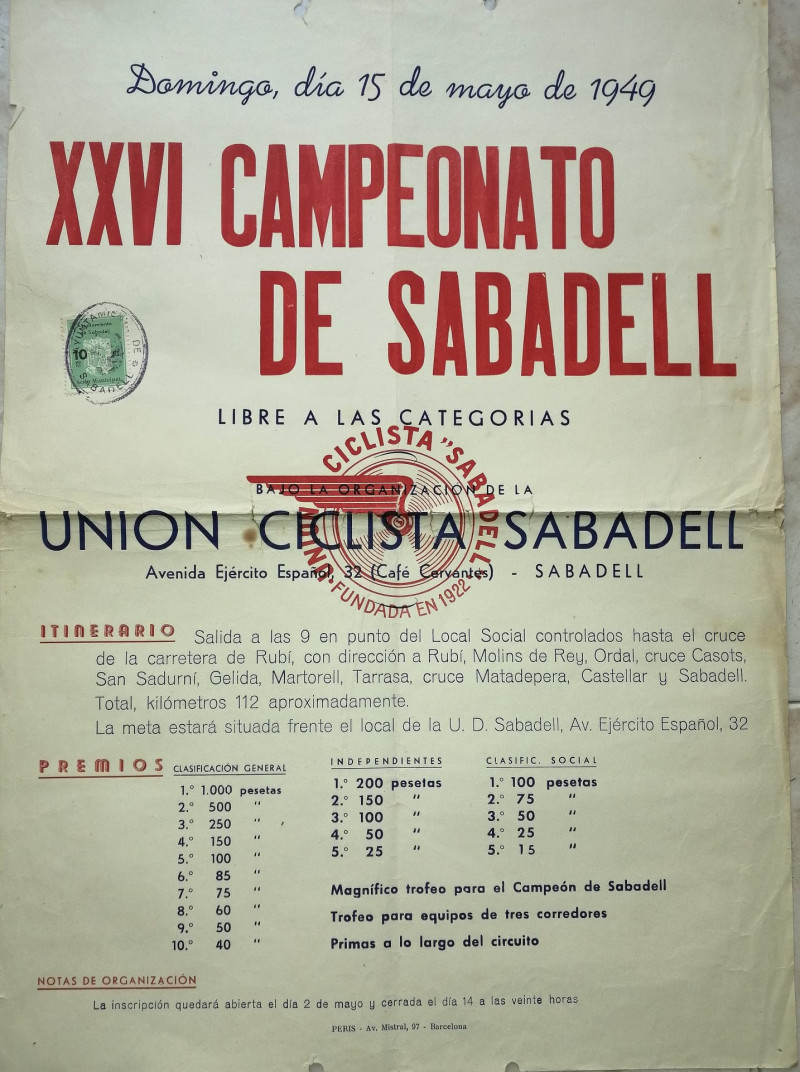 Domingo, día 15 de mayo de 1949
XXVI CAMPEONATO
DE SABADELL
AYUNTAMIENTO DE SABADELL
10
Sello Municipal
LIBRE A LAS CATEGORIAS
UNION CICLISTA "SABADELL"
FUNDADA EN 1922
BAJO LA ORGANIZACIÓN DE LA
UNION CICLISTA SABADELL
Avenida Ejército Español, 32 (Café Cervantes) - SABADELL
ITINERARIO Salida a las 9 en punto del Local Social controlados hasta el cruce
de la carretera de Rubí, con dirección a Rubí, Molins de Rey, Ordal, cruce Casots,
San Sadurní, Gelida, Martorell, Tarrasa, cruce Matadepera, Castellar y Sabadell.
Total, kilómetros 112 aproximadamente.
La meta estará situada frente el local de la U. D. Sabadell, Av. Ejército Español, 32
PREMIOS
CLASIFICACIÓN GENERAL
1.º 1.000 pesetas
2.º 500 "
3.º 250 "
4.º 150 "
5.º 100 "
6.º 85 "
7.º 75 "
8.º 60 "
9.º 50 "
10.º 40 "
INDEPENDIENTES
1.º 200 pesetas
2.º 150 "
3.º 100 "
4.º 50 "
5.º 25 "
CLASIFIC. SOCIAL
1.º 100 pesetas
2.º 75 "
3.º 50 "
4.º 25 "
5.º 15 "
Magnífico trofeo para el Campeón de Sabadell
Trofeo para equipos de tres corredores
Primas a lo largo del circuito
NOTAS DE ORGANIZACIÓN
La inscripción quedará abierta el día 2 de mayo y cerrada el día 14 a las veinte horas
PERIS - Av. Mistral, 97 - Barcelona